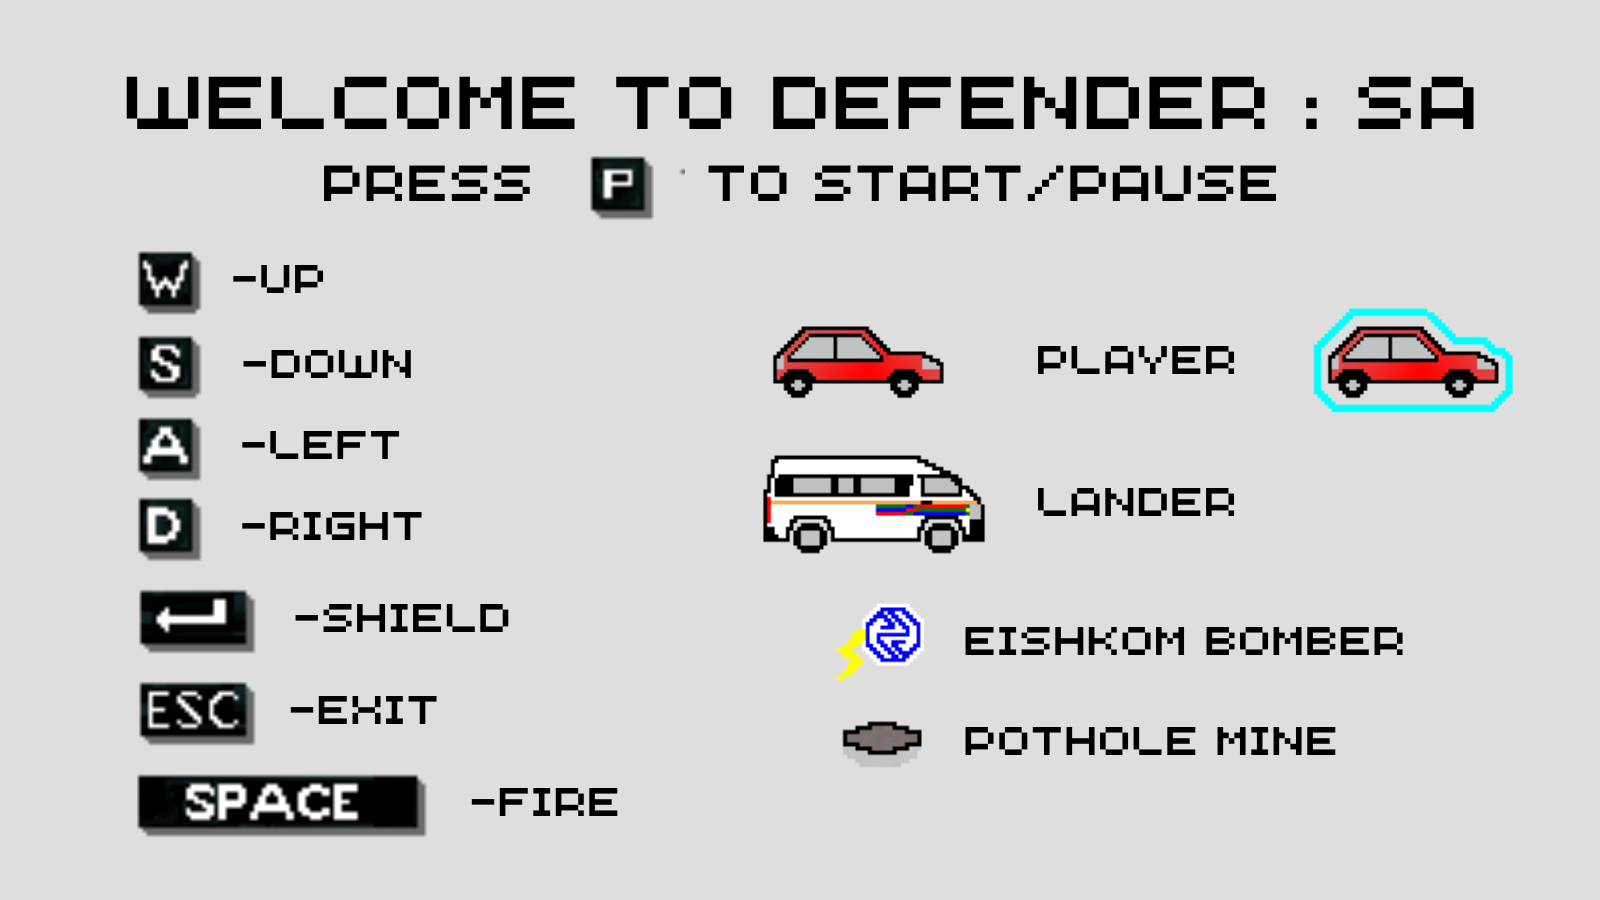 WELCOME TO DEFENDER : SA
PRESS P TO START/PAUSE
W -UP
S -DOWN
A -LEFT
D -RIGHT
-SHIELD
ESC -EXIT
SPACE -FIRE
PLAYER
LANDER
EISHKOM BOMBER
POTHOLE MINE